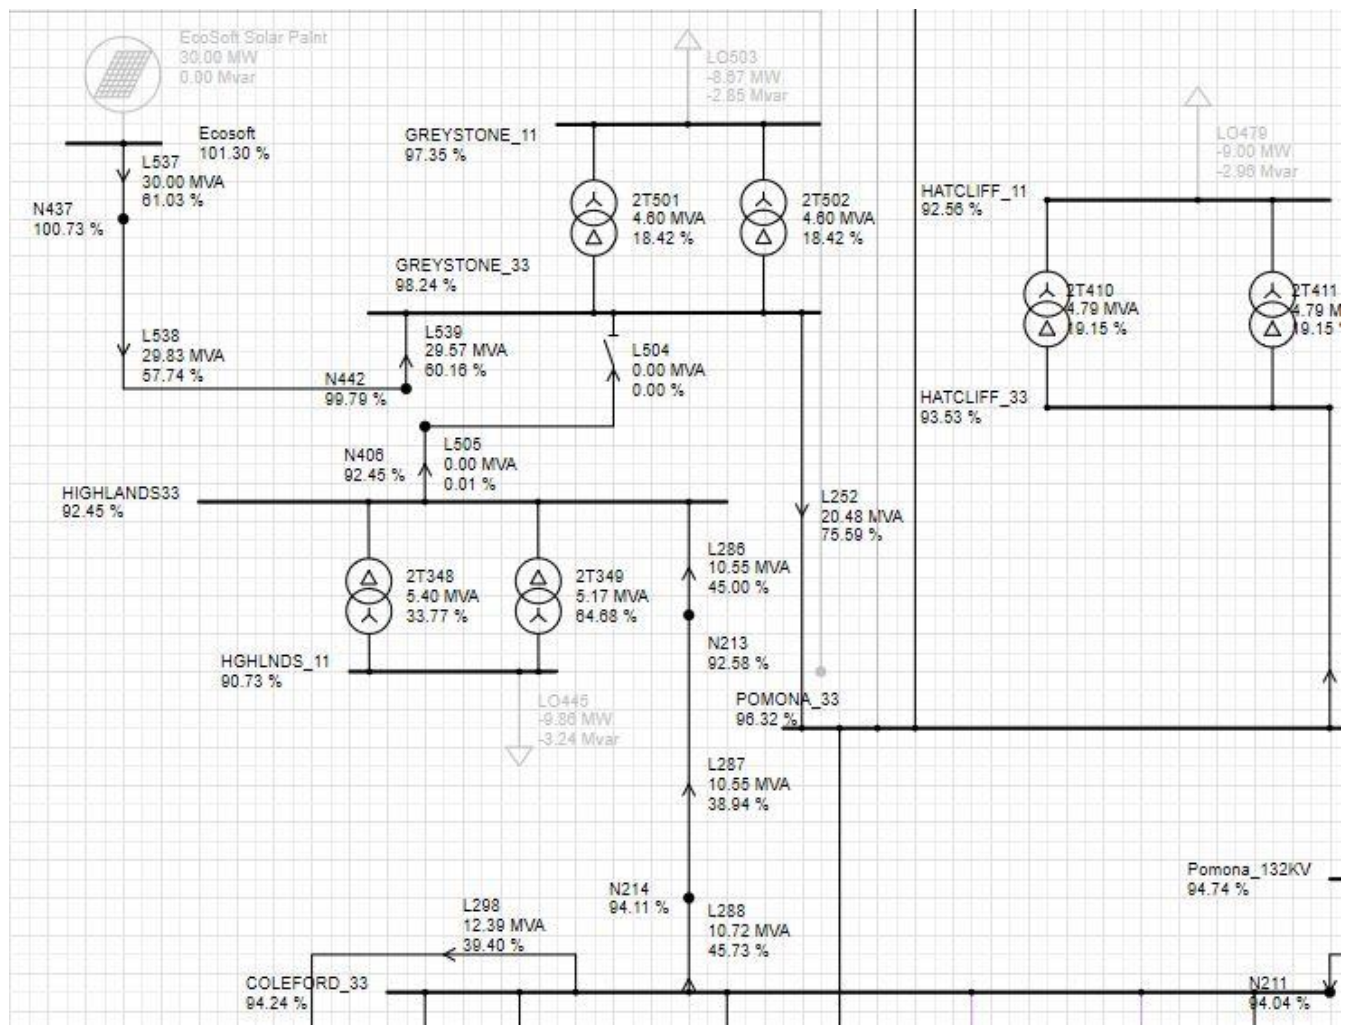 EcoSoft Solar Palnt
30.00 MW
0.00 Mvar
Ecosoft
101.30 %
L537
30.00 MVA
61.03 %
N437
100.73 %
L538
29.83 MVA
57.74 %
N442
99.79 %
L539
29.57 MVA
60.16 %
LO503
-8.67 MW
-2.85 Mvar
GREYSTONE_11
97.35 %
2T501
4.60 MVA
18.42 %
2T502
4.60 MVA
18.42 %
GREYSTONE_33
98.24 %
L504
0.00 MVA
0.00 %
LO479
-9.00 MW
-2.96 Mvar
HATCLIFF_11
92.56 %
2T410
4.79 MVA
19.15 %
2T411
4.79 M
19.15
HATCLIFF_33
93.53 %
N406
92.45 %
L505
0.00 MVA
0.01 %
HIGHLANDS33
92.45 %
L252
20.48 MVA
75.59 %
2T348
5.40 MVA
33.77 %
2T349
5.17 MVA
64.68 %
L286
10.55 MVA
45.00 %
N213
92.58 %
HGHLNDS_11
90.73 %
LO445
-9.86 MW
-3.24 Mvar
POMONA_33
96.32 %
L287
10.55 MVA
38.94 %
N214
94.11 %
L288
10.72 MVA
45.73 %
L298
12.39 MVA
39.40 %
COLEFORD_33
94.24 %
Pomona_132KV
94.74 %
N211
94.04 %